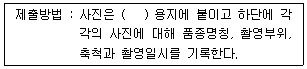 제출방법 : 사진은 (   ) 용지에 붙이고 하단에 각
각의 사진에 대해 품종명칭, 촬영부위,
축척과 촬영일시를 기록한다.